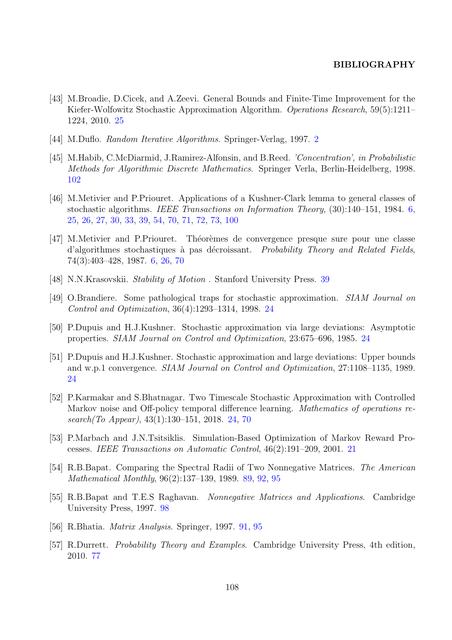 BIBLIOGRAPHY
[43] M.Broadie, D.Cicek, and A.Zeevi. General Bounds and Finite-Time Improvement for the
Kiefer-Wolfowitz Stochastic Approximation Algorithm. Operations Research, 59(5):1211–
1224, 2010. 25
[44] M.Duflo. Random Iterative Algorithms. Springer-Verlag, 1997. 2
[45] M.Habib, C.McDiarmid, J.Ramirez-Alfonsin, and B.Reed. 'Concentration', in Probabilistic
Methods for Algorithmic Discrete Mathematics. Springer Verla, Berlin-Heidelberg, 1998.
102
[46] M.Metivier and P.Priouret. Applications of a Kushner-Clark lemma to general classes of
stochastic algorithms. IEEE Transactions on Information Theory, (30):140–151, 1984. 6,
25, 26, 27, 30, 33, 39, 54, 70, 71, 72, 73, 100
[47] M.Metivier and P.Priouret. Théorèmes de convergence presque sure pour une classe
d'algorithmes stochastiques à pas décroissant. Probability Theory and Related Fields,
74(3):403–428, 1987. 6, 26, 70
[48] N.N.Krasovskii. Stability of Motion . Stanford University Press. 39
[49] O.Brandiere. Some pathological traps for stochastic approximation. SIAM Journal on
Control and Optimization, 36(4):1293–1314, 1998. 24
[50] P.Dupuis and H.J.Kushner. Stochastic approximation via large deviations: Asymptotic
properties. SIAM Journal on Control and Optimization, 23:675–696, 1985. 24
[51] P.Dupuis and H.J.Kushner. Stochastic approximation and large deviations: Upper bounds
and w.p.1 convergence. SIAM Journal on Control and Optimization, 27:1108–1135, 1989.
24
[52] P.Karmakar and S.Bhatnagar. Two Timescale Stochastic Approximation with Controlled
Markov noise and Off-policy temporal difference learning. Mathematics of operations re-
search(To Appear), 43(1):130–151, 2018. 24, 70
[53] P.Marbach and J.N.Tsitsiklis. Simulation-Based Optimization of Markov Reward Pro-
cesses. IEEE Transactions on Automatic Control, 46(2):191–209, 2001. 21
[54] R.B.Bapat. Comparing the Spectral Radii of Two Nonnegative Matrices. The American
Mathematical Monthly, 96(2):137–139, 1989. 89, 92, 95
[55] R.B.Bapat and T.E.S Raghavan. Nonnegative Matrices and Applications. Cambridge
University Press, 1997. 98
[56] R.Bhatia. Matrix Analysis. Springer, 1997. 91, 95
[57] R.Durrett. Probability Theory and Examples. Cambridge University Press, 4th edition,
2010. 77
108